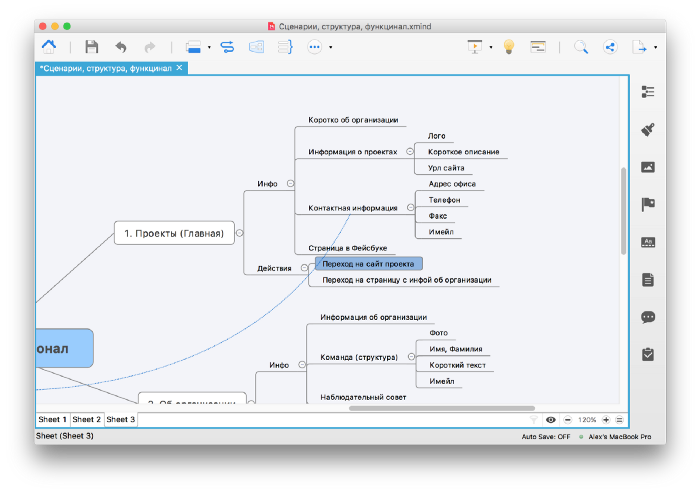 Сценарии, структура, функцинал.xmind
*Сценарии, структура, функцинал
Коротко об организации
Лого
Информация о проектах
Короткое описание
Урл сайта
Инфо
Адрес офиса
Контактная информация
Телефон
Факс
1. Проекты (Главная)
Имейл
Страница в Фейсбуке
Действия
Переход на сайт проекта
Переход на страницу с инфой об организации
Информация об организации
Фото
онал
Имя, Фамилия
Команда (структура)
Инфо
Короткий текст
Имейл
Наблюдательный совет
2. Об организации
Sheet 1 Sheet 2 Sheet 3
120%
Sheet (Sheet 3)
Auto Save: OFF
Alex's MacBook Pro